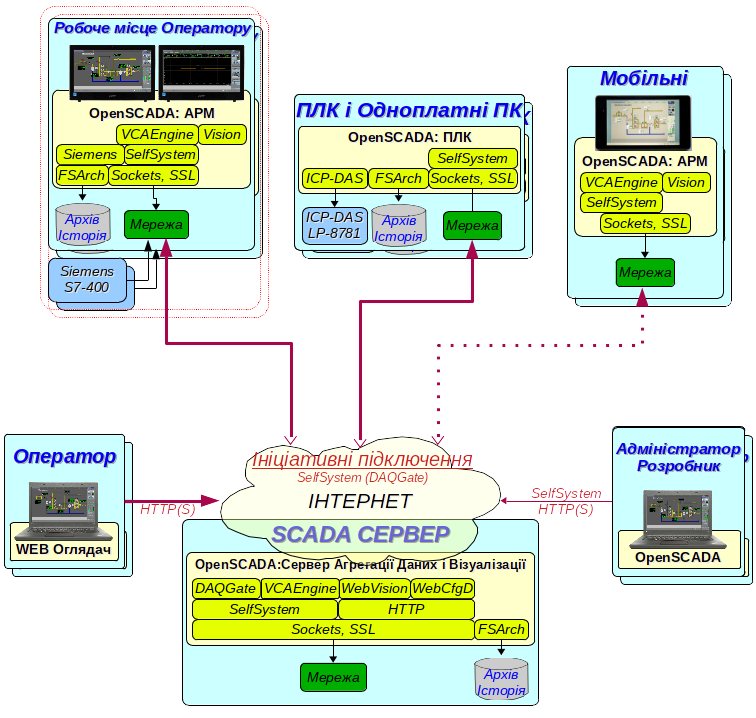 Робоче місце Оператору
OpenSCADA: АРМ
VCAEngine
Vision
Siemens
SelfSystem
FSArch
Sockets, SSL
Архів
Історія
Мережа
Siemens
S7-400
ПЛК і Одноплатні ПК
OpenSCADA: ПЛК
SelfSystem
ICP-DAS
FSArch
Sockets, SSL
ICP-DAS
LP-8781
Архів
Історія
Мережа
Мобільні
OpenSCADA: АРМ
VCAEngine
Vision
SelfSystem
Sockets, SSL
Мережа
Оператор
WEB Оглядач
HTTP(S)
Ініціативні підключення
SelfSystem (DAQGate)
ІНТЕРНЕТ
SCADA СЕРВЕР
SelfSystem
HTTP(S)
Адміністратор
Розробник
OpenSCADA
OpenSCADA:Сервер Агрегації Даних і Візуалізації
DAQGate
VCAEngine
WebVision
WebCfgD
SelfSystem
HTTP
Sockets, SSL
FSArch
Мережа
Архів
Історія